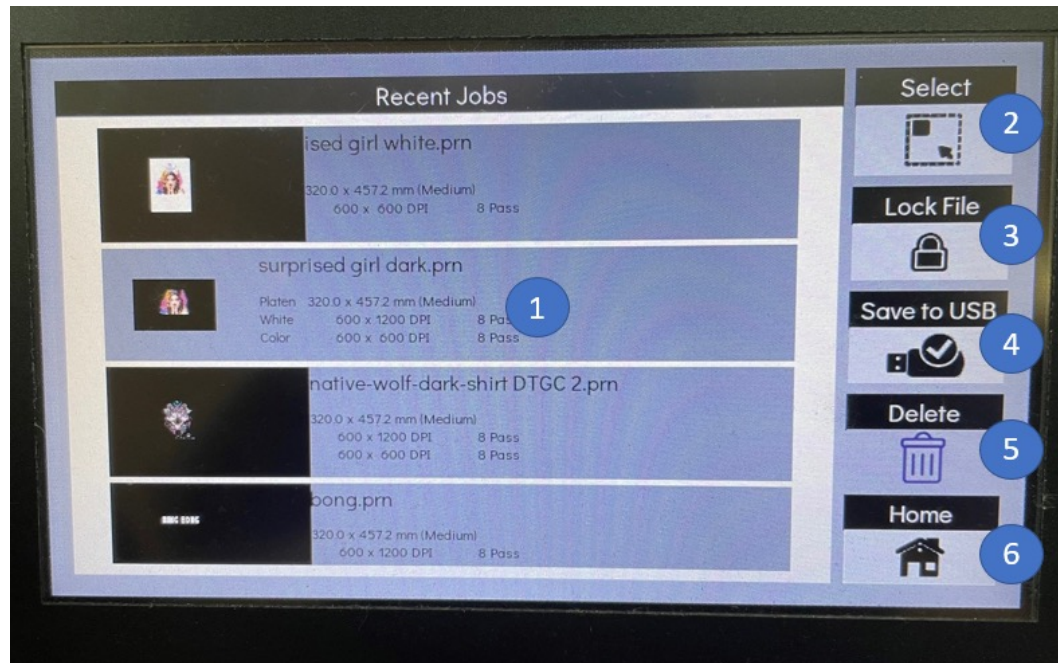 Recent Jobs
ised girl white.prn
320.0 x 457.2 mm (Medium)
600 x 600 DPI 8 Pass
surprised girl dark.prn
Platen 320.0 x 457.2 mm (Medium)
White 600 x 1200 DPI 8 Pas
Color 600 x 600 DPI 8 Pass
1
native-wolf-dark-shirt DTGC 2.prn
320.0 x 457.2 mm (Medium)
600 x 1200 DPI 8 Pass
600 x 600 DPI 8 Pass
bong.prn
BING BONG
320.0 x 457.2 mm (Medium)
600 x 1200 DPI 8 Pass
Select
2
Lock File
3
Save to USB
4
Delete
5
Home
6